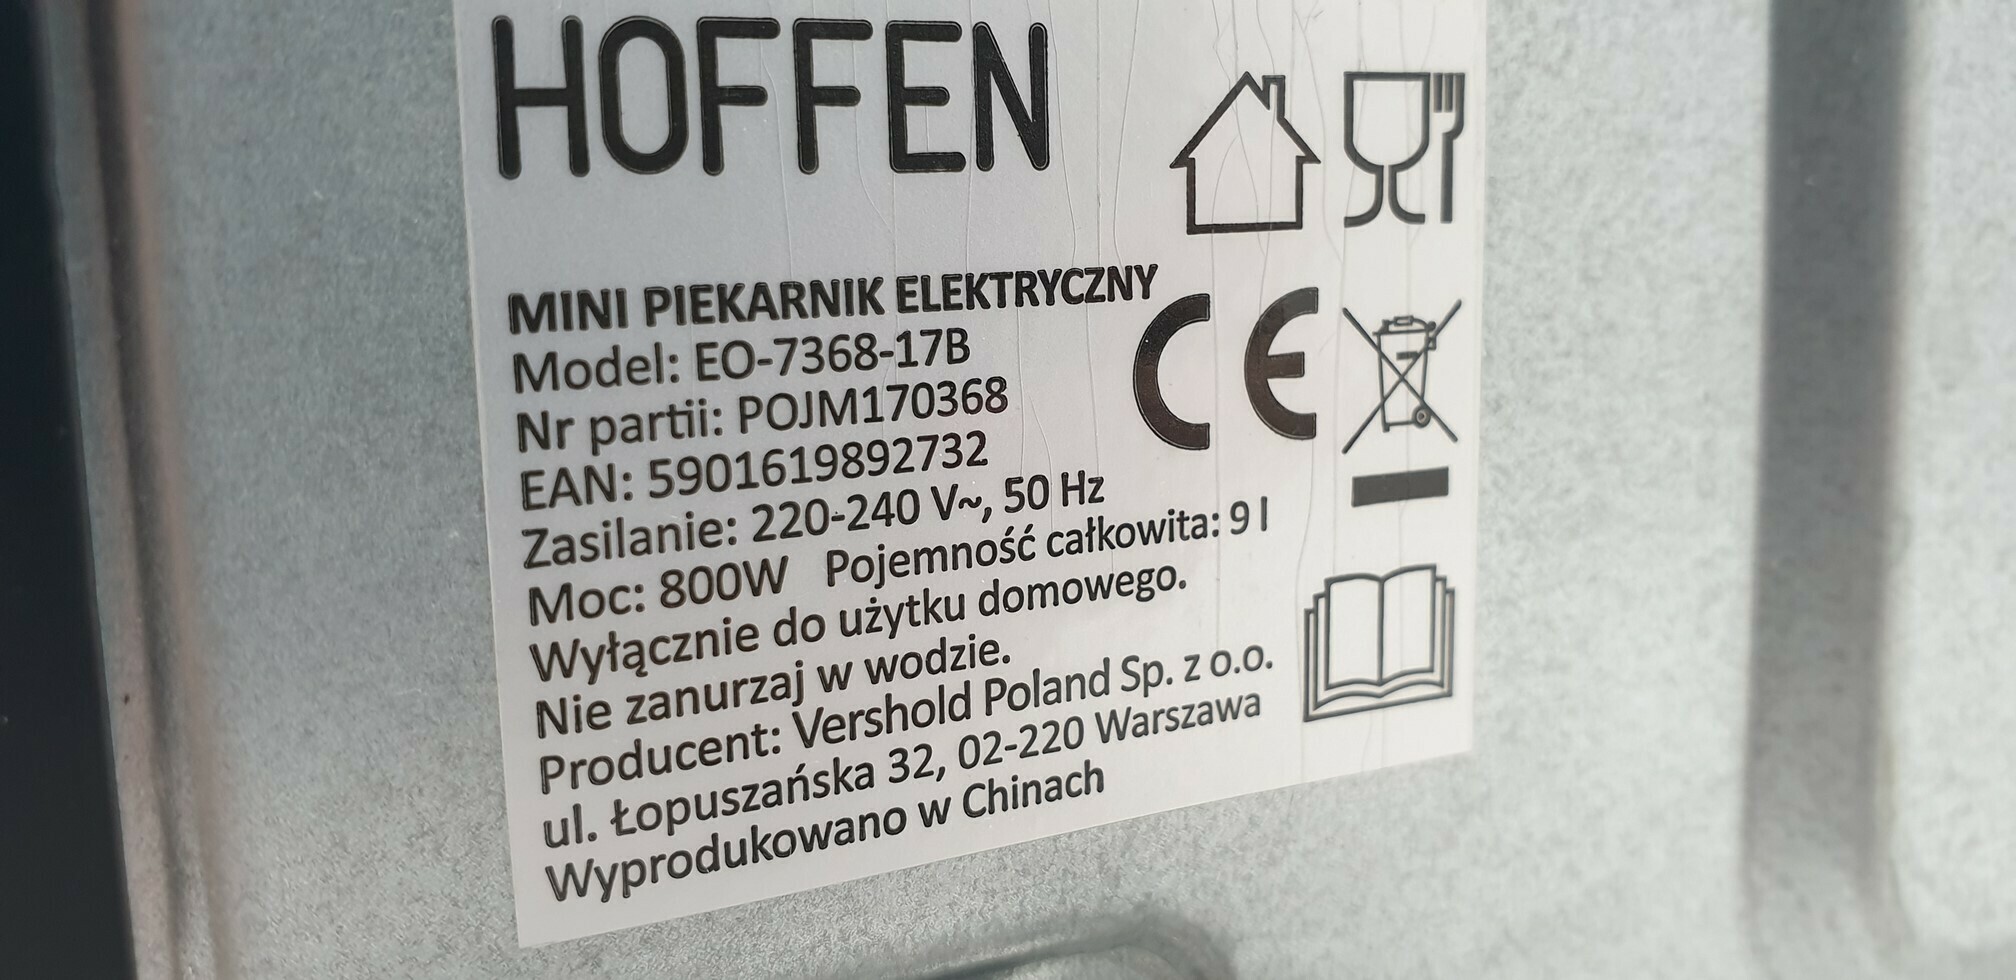 HOFFEN
MINI PIEKARNIK ELEKTRYCZNY
Model: EO-7368-17B
Nr partii: POJM170368
EAN: 5901619892732
Zasilanie: 220-240 V~, 50 Hz
Moc: 800W Pojemność całkowita: 9 l
Wyłącznie do użytku domowego.
Nie zanurzaj w wodzie.
Producent: Vershold Poland Sp. z o.o.
ul. Łopuszańska 32, 02-220 Warszawa
Wyprodukowano w Chinach
CE